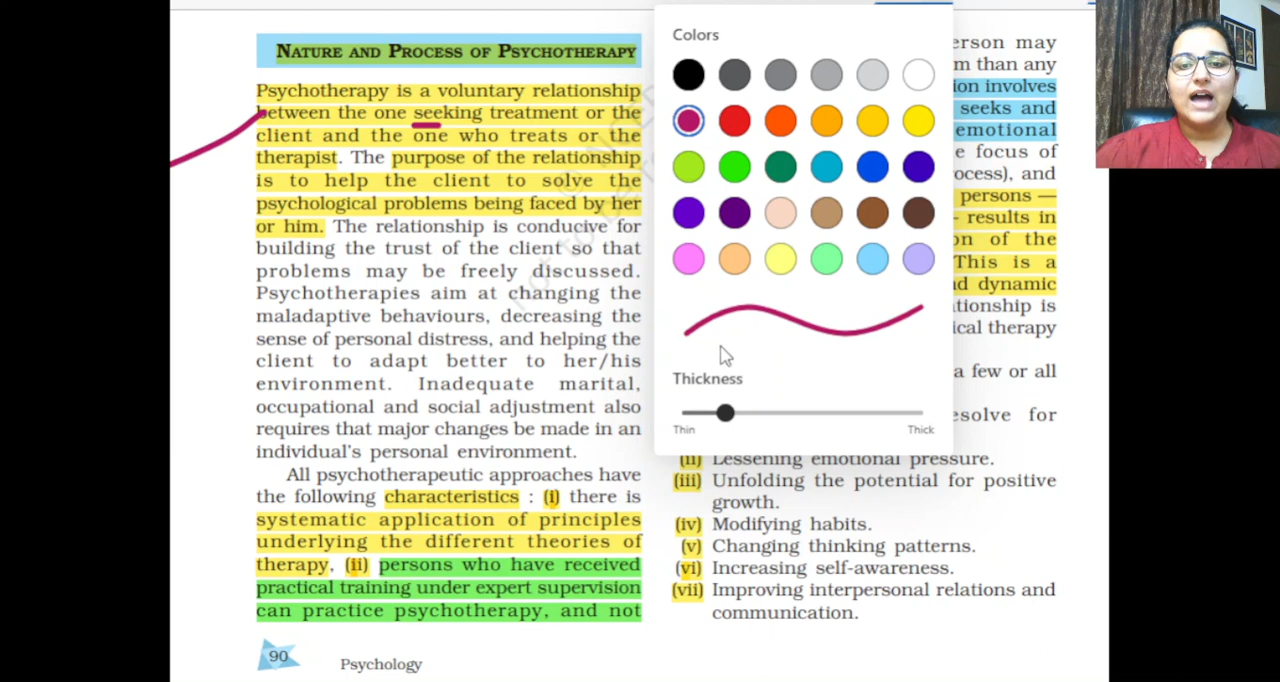 NATURE AND PROCESS OF PSYCHOTHERAPY
Psychotherapy is a voluntary relationship
between the one seeking treatment or the
client and the one who treats or the
therapist. The purpose of the relationship
is to help the client to solve the
psychological problems being faced by her
or him. The relationship is conducive for
building the trust of the client so that
problems may be freely discussed.
Psychotherapies aim at changing the
maladaptive behaviours, decreasing the
sense of personal distress, and helping the
client to adapt better to her/his
environment. Inadequate marital,
occupational and social adjustment also
requires that major changes be made in an
individual's personal environment.
All psychotherapeutic approaches have
the following characteristics : (i) there is
systematic application of principles
underlying the different theories of
therapy, (ii) persons who have received
practical training under expert supervision
can practice psychotherapy, and not
90
Psychology
Colors
Thickness
Thin
Thick
erson may
m than any
ion involves
seeks and
emotional
e focus of
ocess), and
persons —
- results in
on of the
This is a
nd dynamic
ationship is
ical therapy
a few or all
esolve for
(ii) Lessening emotional pressure.
(iii) Unfolding the potential for positive
growth.
(iv) Modifying habits.
(v) Changing thinking patterns.
(vi) Increasing self-awareness.
(vii) Improving interpersonal relations and
communication.